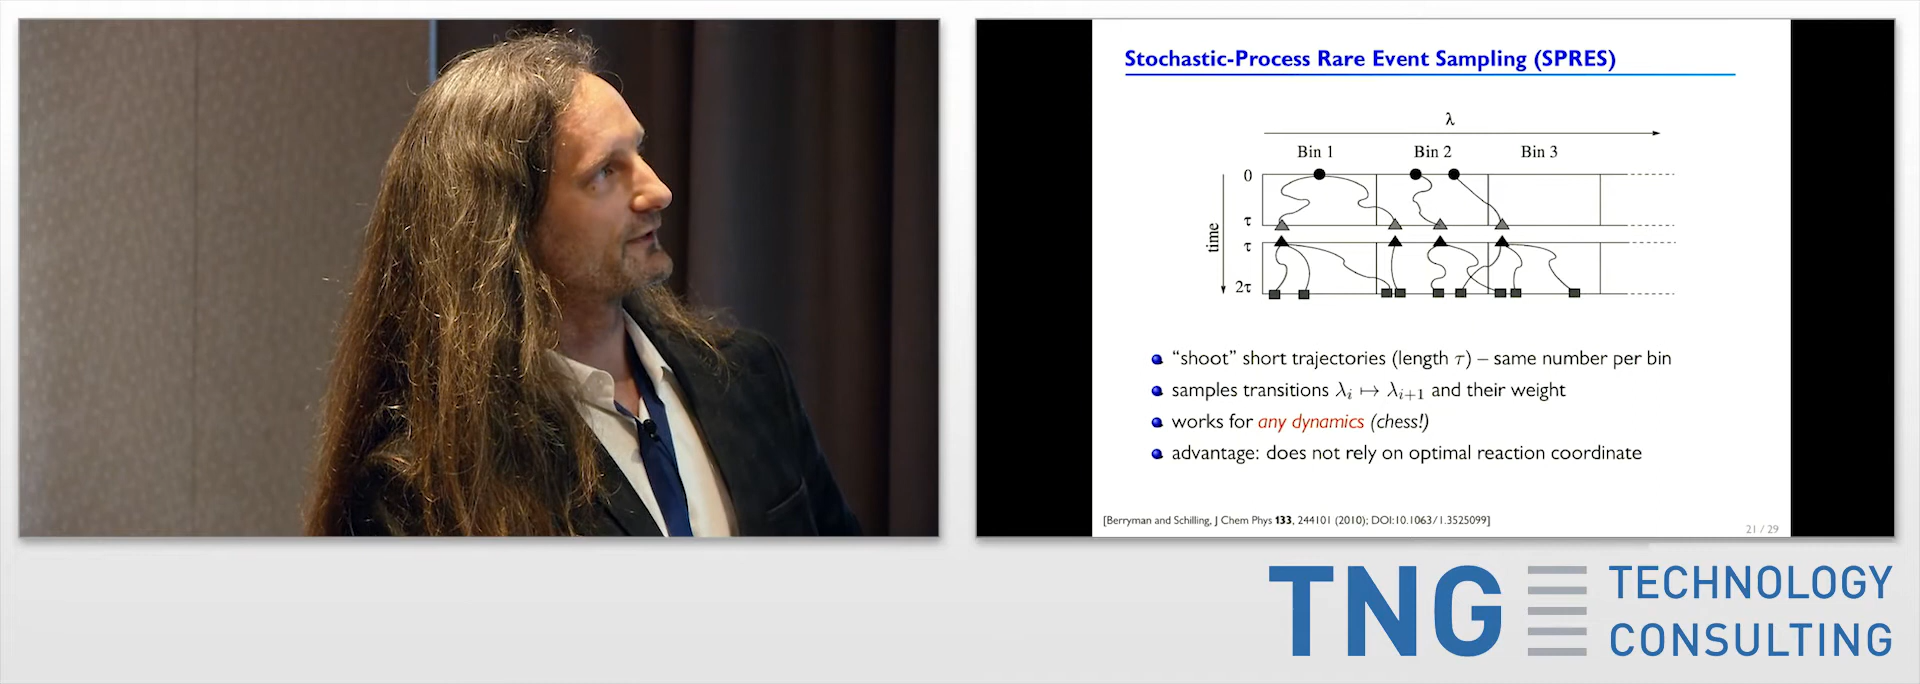 Stochastic-Process Rare Event Sampling (SPRES)
λ
Bin 1 Bin 2 Bin 3
0
τ
τ
2τ
time
"shoot" short trajectories (length τ) – same number per bin
samples transitions λᵢ ↦ λᵢ₊₁ and their weight
works for any dynamics (chess!)
advantage: does not rely on optimal reaction coordinate
[Berryman and Schilling, J Chem Phys 133, 244101 (2010); DOI:10.1063/1.3525099]
21 / 29
TNG TECHNOLOGY
CONSULTING